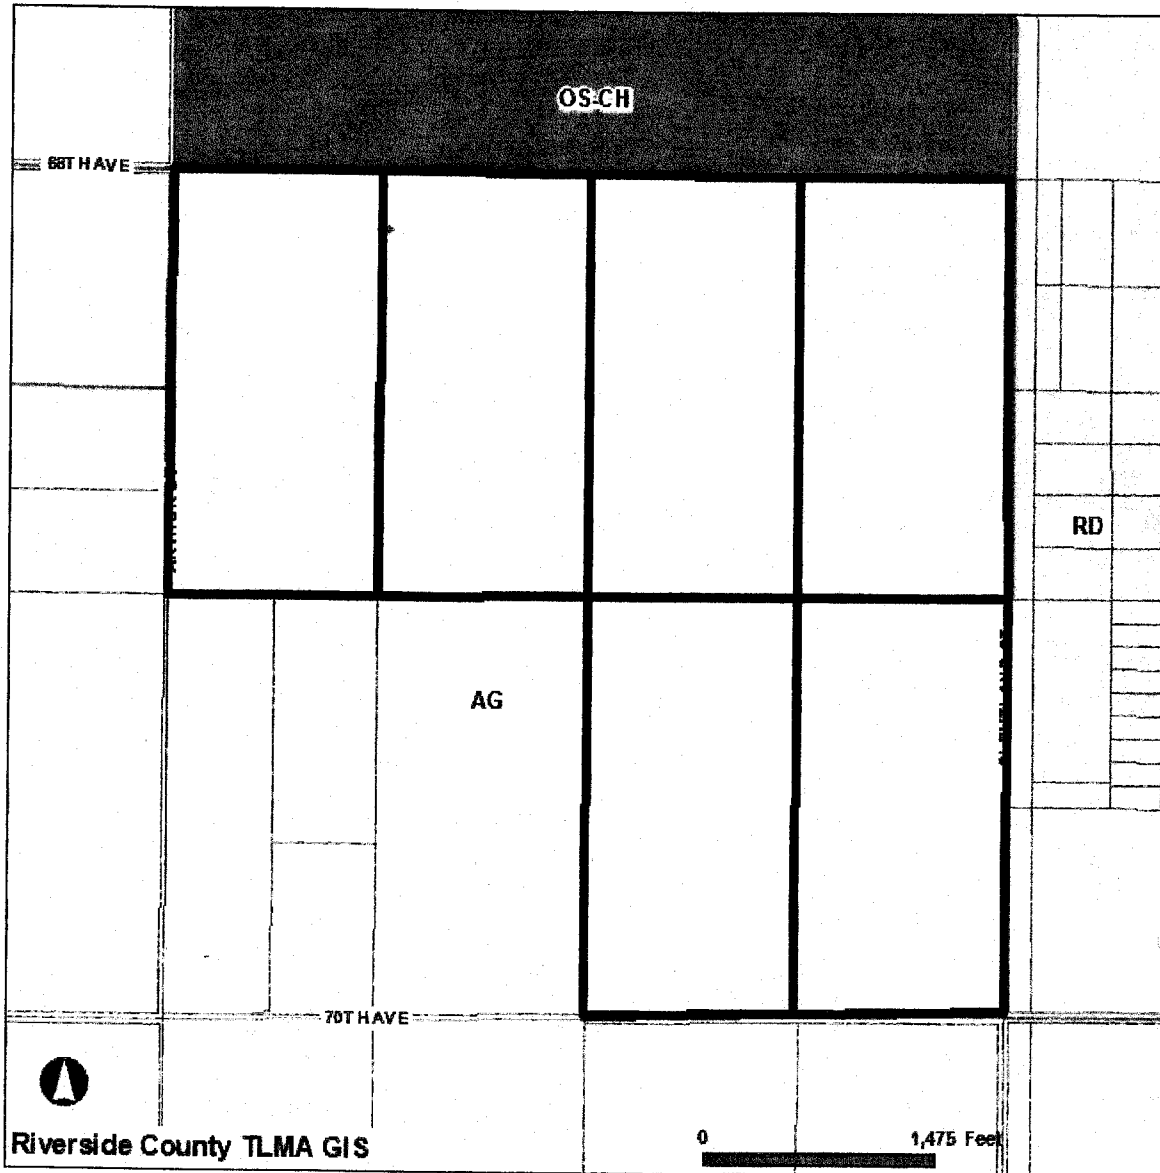 OS-CH
68TH AVE
RD
AG
70TH AVE
Riverside County TLMA GIS
0 1,475 Feet